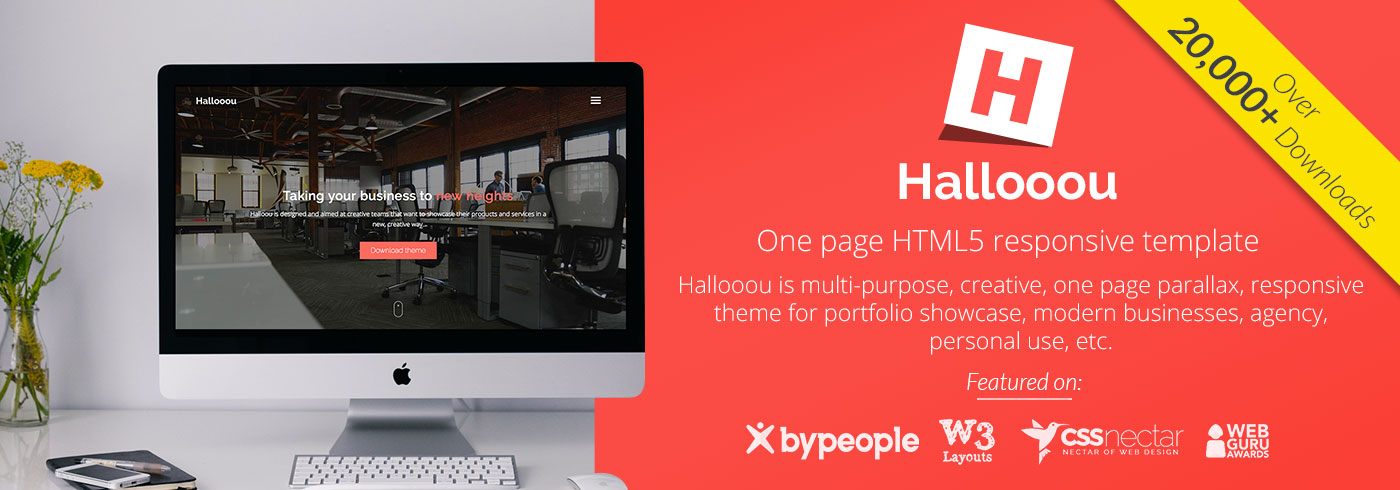 Hallooou
Taking your business to new heights
Halloou is designed and aimed at creative teams that want to showcase their products and services in a
new, creative way...
Download theme
H
Hallooou
One page HTML5 responsive template
Hallooou is multi-purpose, creative, one page parallax, responsive
theme for portfolio showcase, modern businesses, agency,
personal use, etc.
Featured on:
bypeople
W3
Layouts
cssnectar
NECTAR OF WEB DESIGN
WEB
GURU
AWARDS
Over
20,000+ Downloads